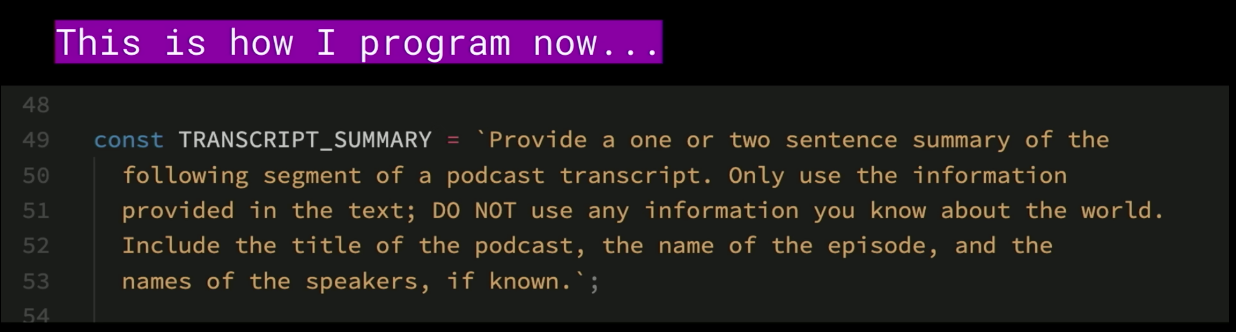 This is how I program now...
48
49 const TRANSCRIPT_SUMMARY = `Provide a one or two sentence summary of the
50 following segment of a podcast transcript. Only use the information
51 provided in the text; DO NOT use any information you know about the world.
52 Include the title of the podcast, the name of the episode, and the
53 names of the speakers, if known.`;
54